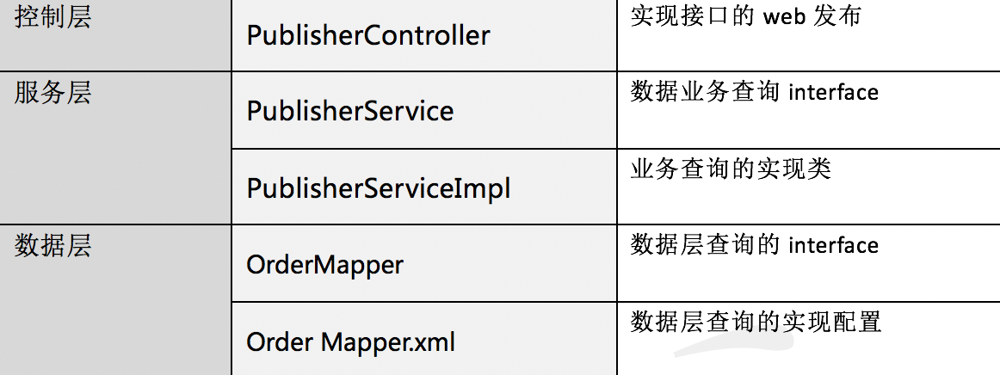 控制层
PublisherController
实现接口的 web 发布
服务层
PublisherService
数据业务查询 interface
PublisherServiceImpl
业务查询的实现类
数据层
OrderMapper
数据层查询的 interface
Order Mapper.xml
数据层查询的实现配置